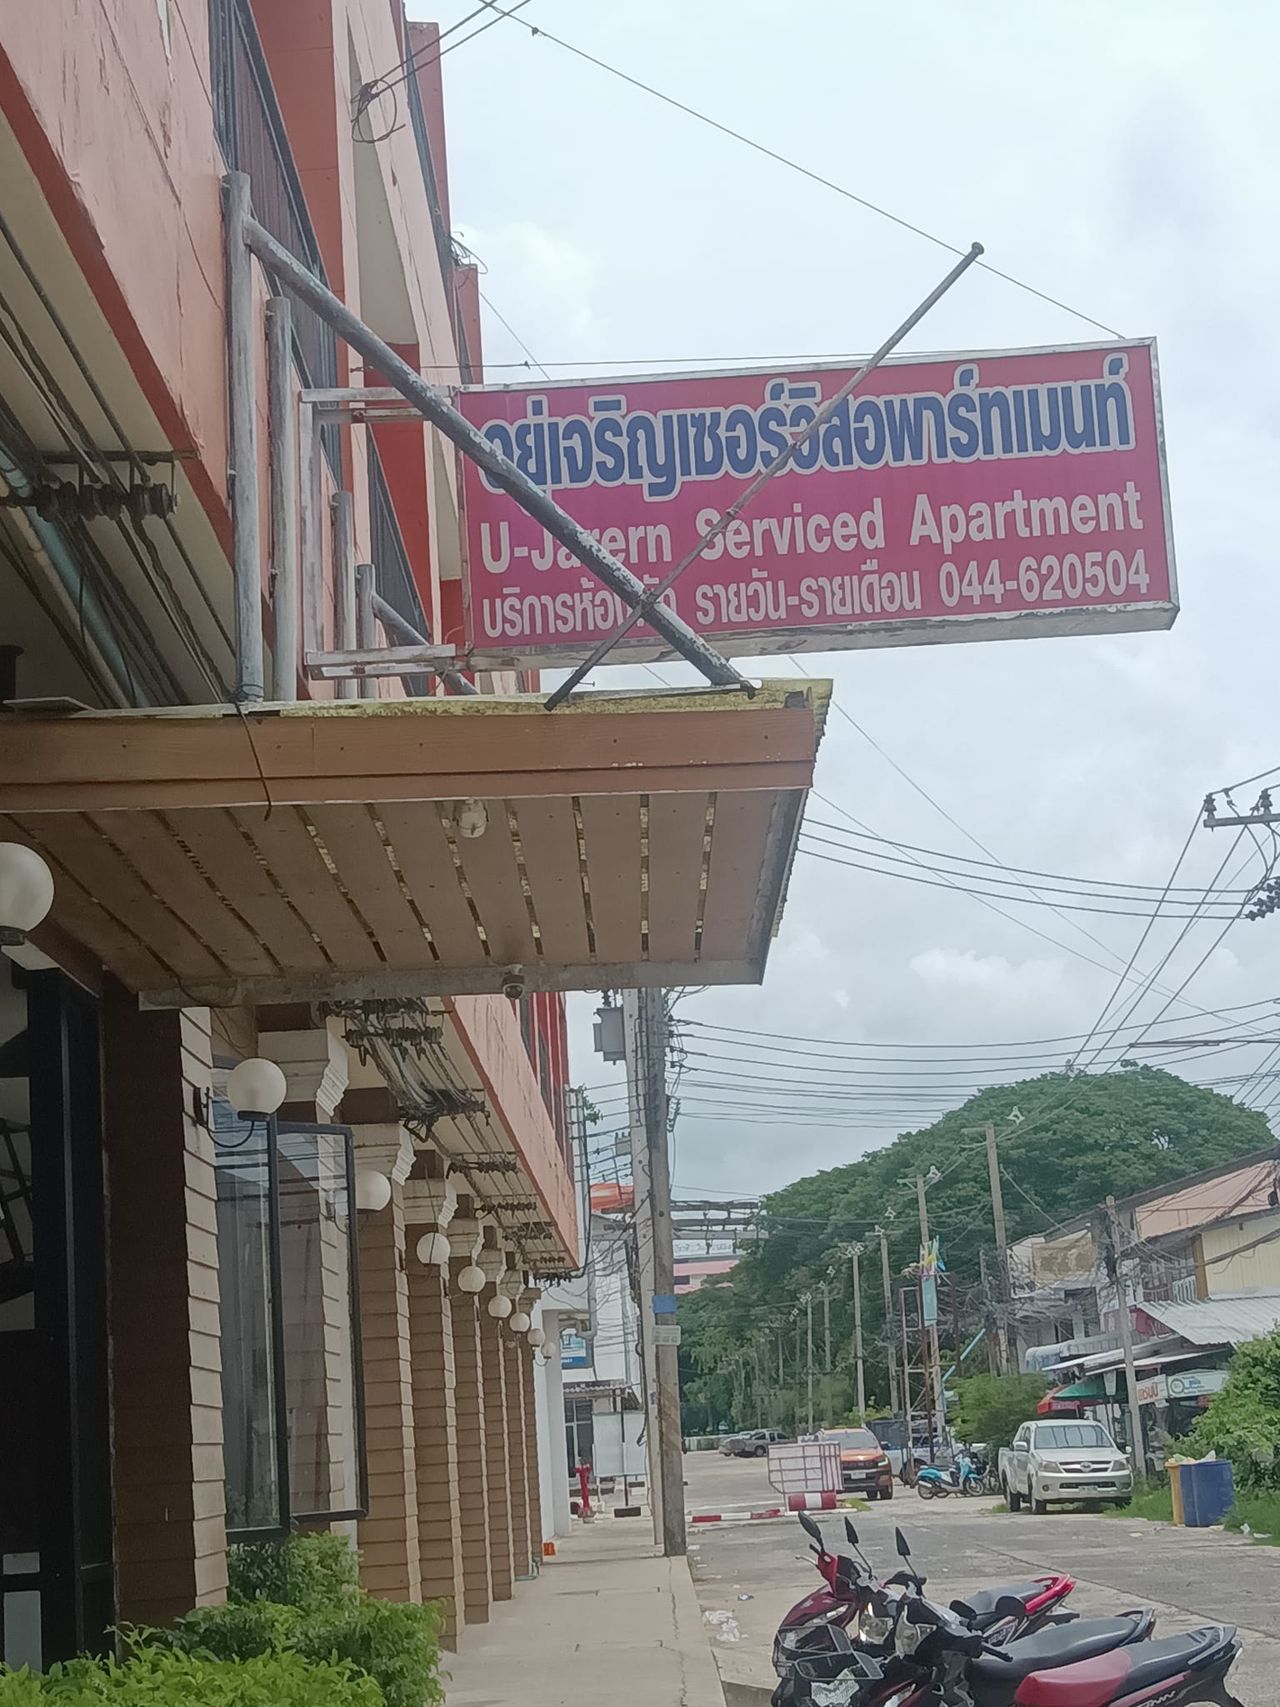 อยู่เจริญเซอร์วิสอพาร์ทเมนท์
U-Jarern Serviced Apartment
บริการห้องพัก รายวัน-รายเดือน 044-620504